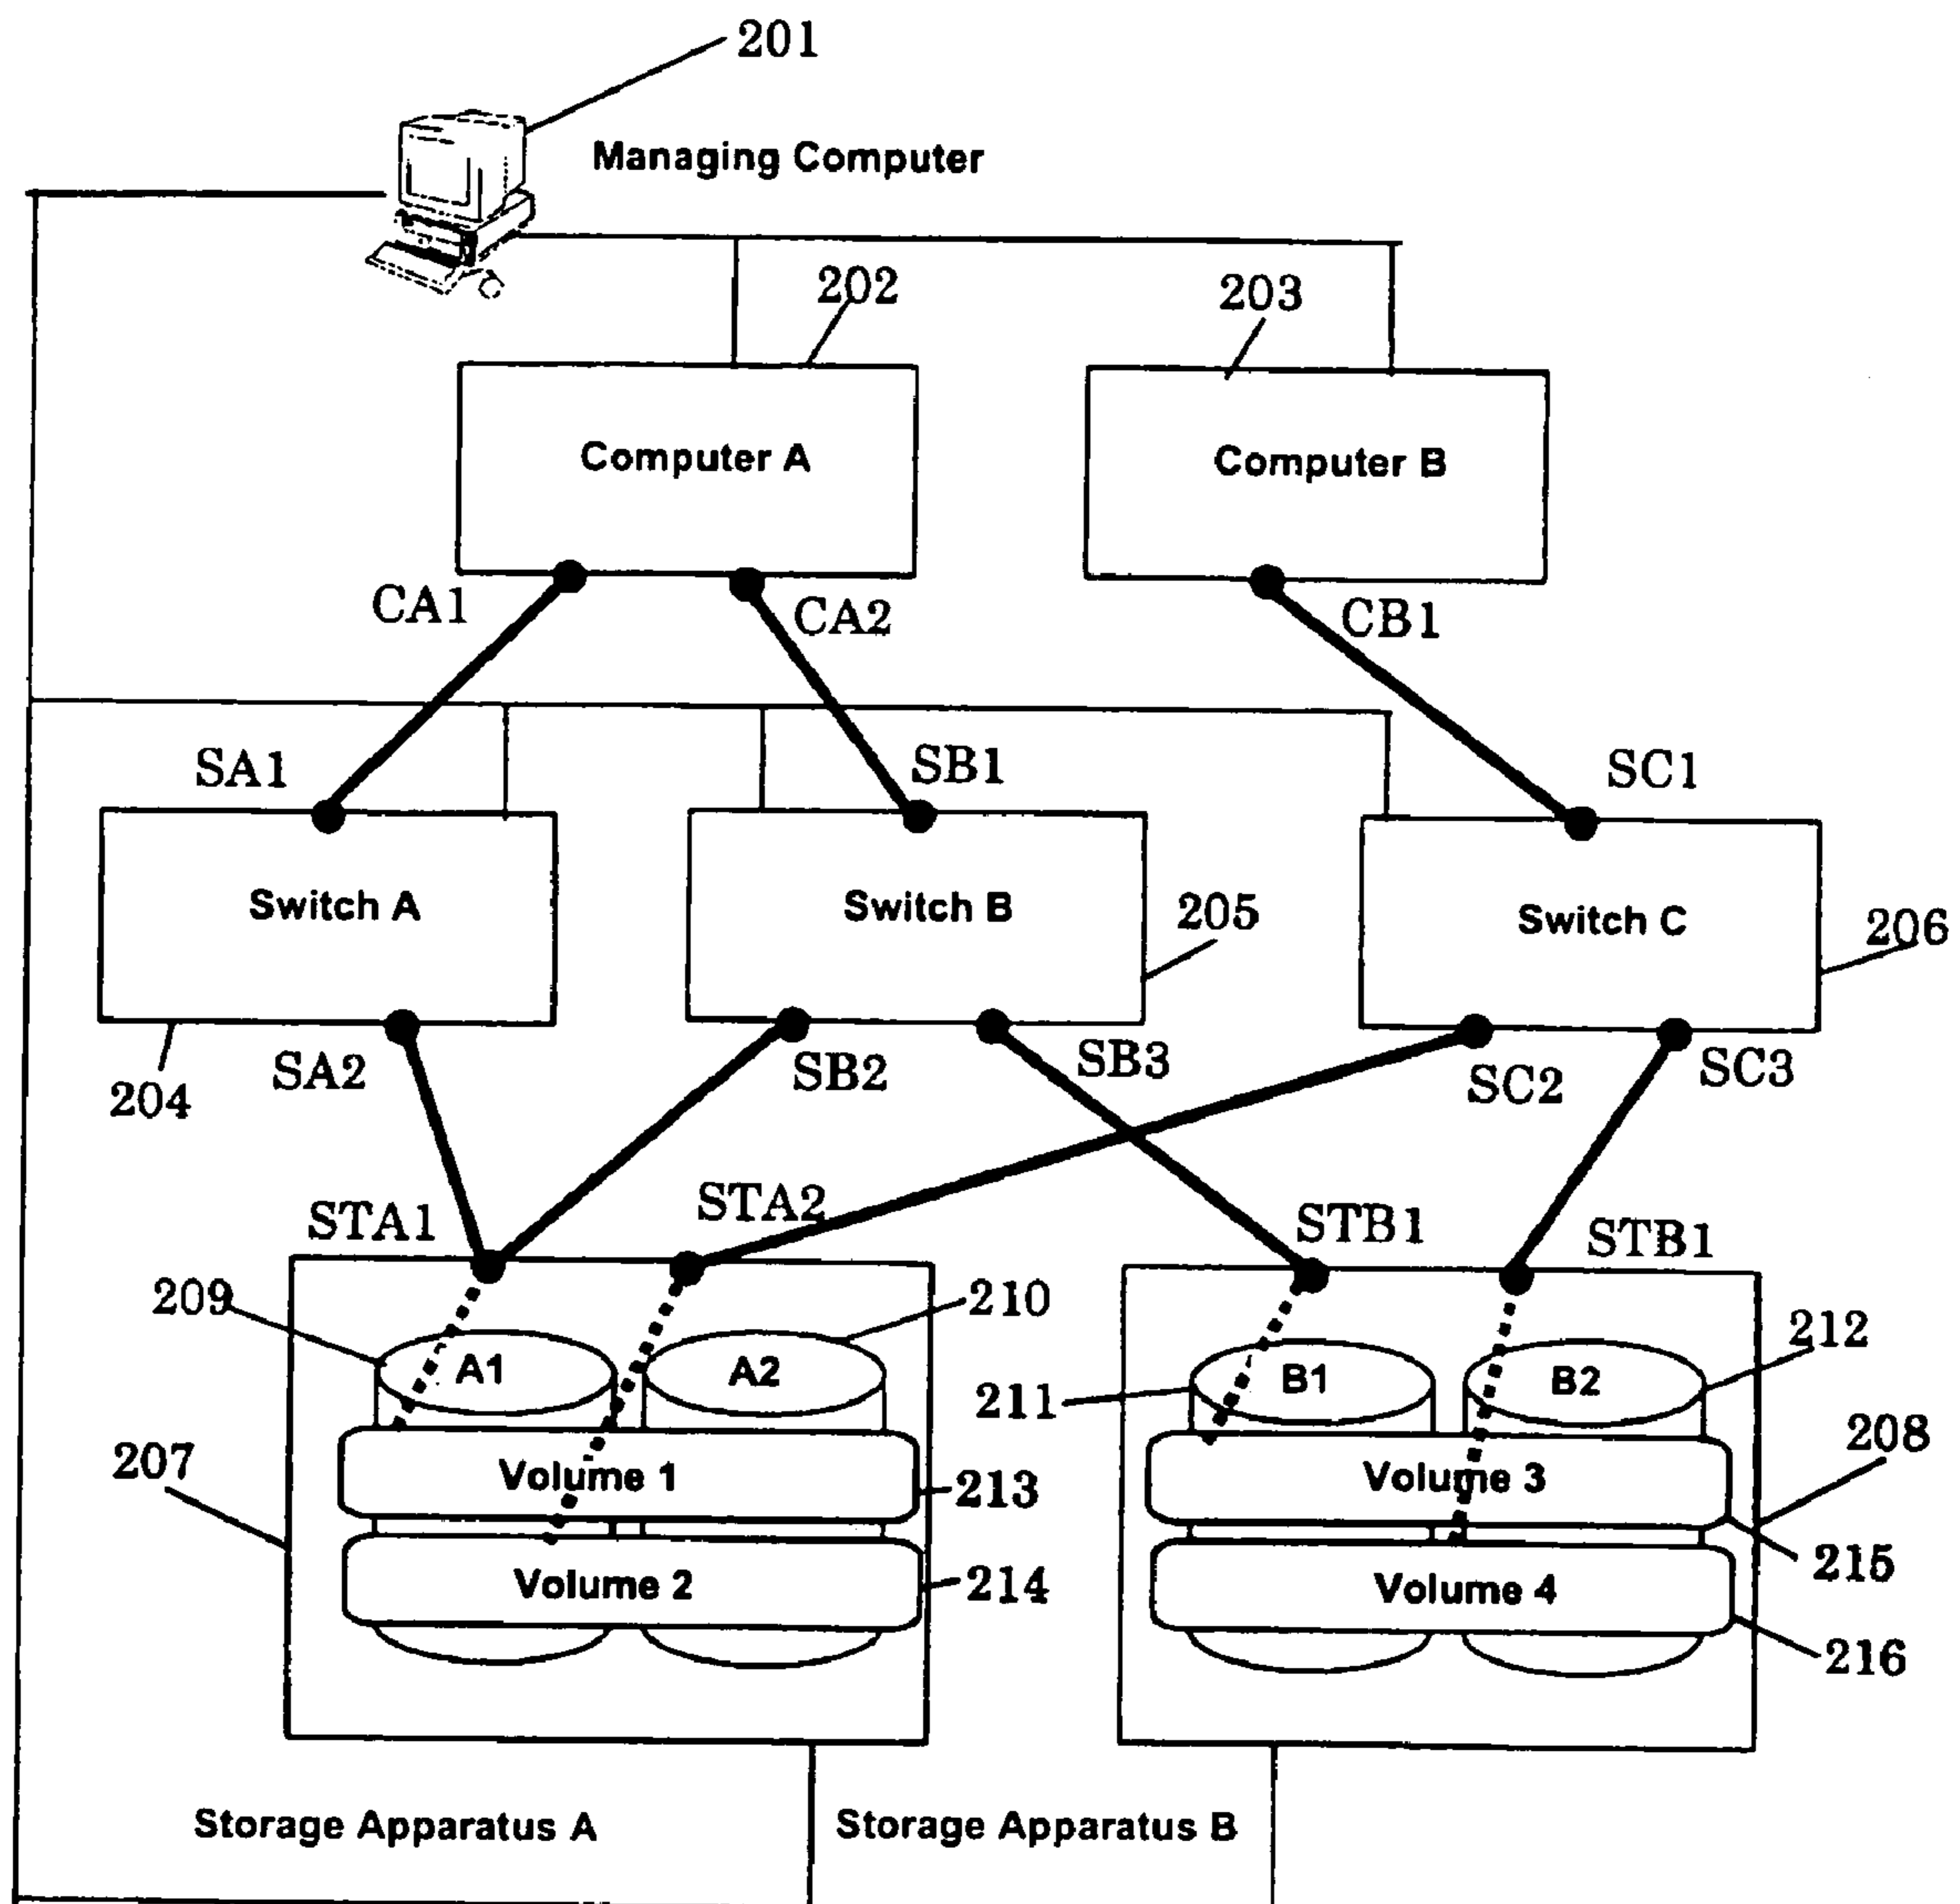 201
Managing Computer
202
203
Computer A
Computer B
CA1
CA2
CB1
SA1
SB1
SC1
Switch A
Switch B
205
Switch C
206
204
SA2
SB2
SB3
SC2
SC3
STA1
STA2
STB1
STB1
209
A1
A2
210
211
B1
B2
212
207
Volume 1
213
Volume 3
208
Volume 2
214
Volume 4
215
216
Storage Apparatus A
Storage Apparatus B